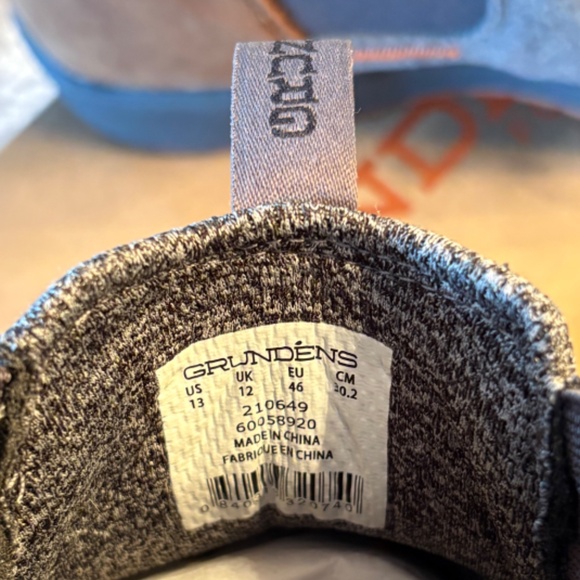 GRUNDÉNS
US UK EU CM
13 12 46 30.2
210649
60058920
MADE IN CHINA
FABRIQUE EN CHINA